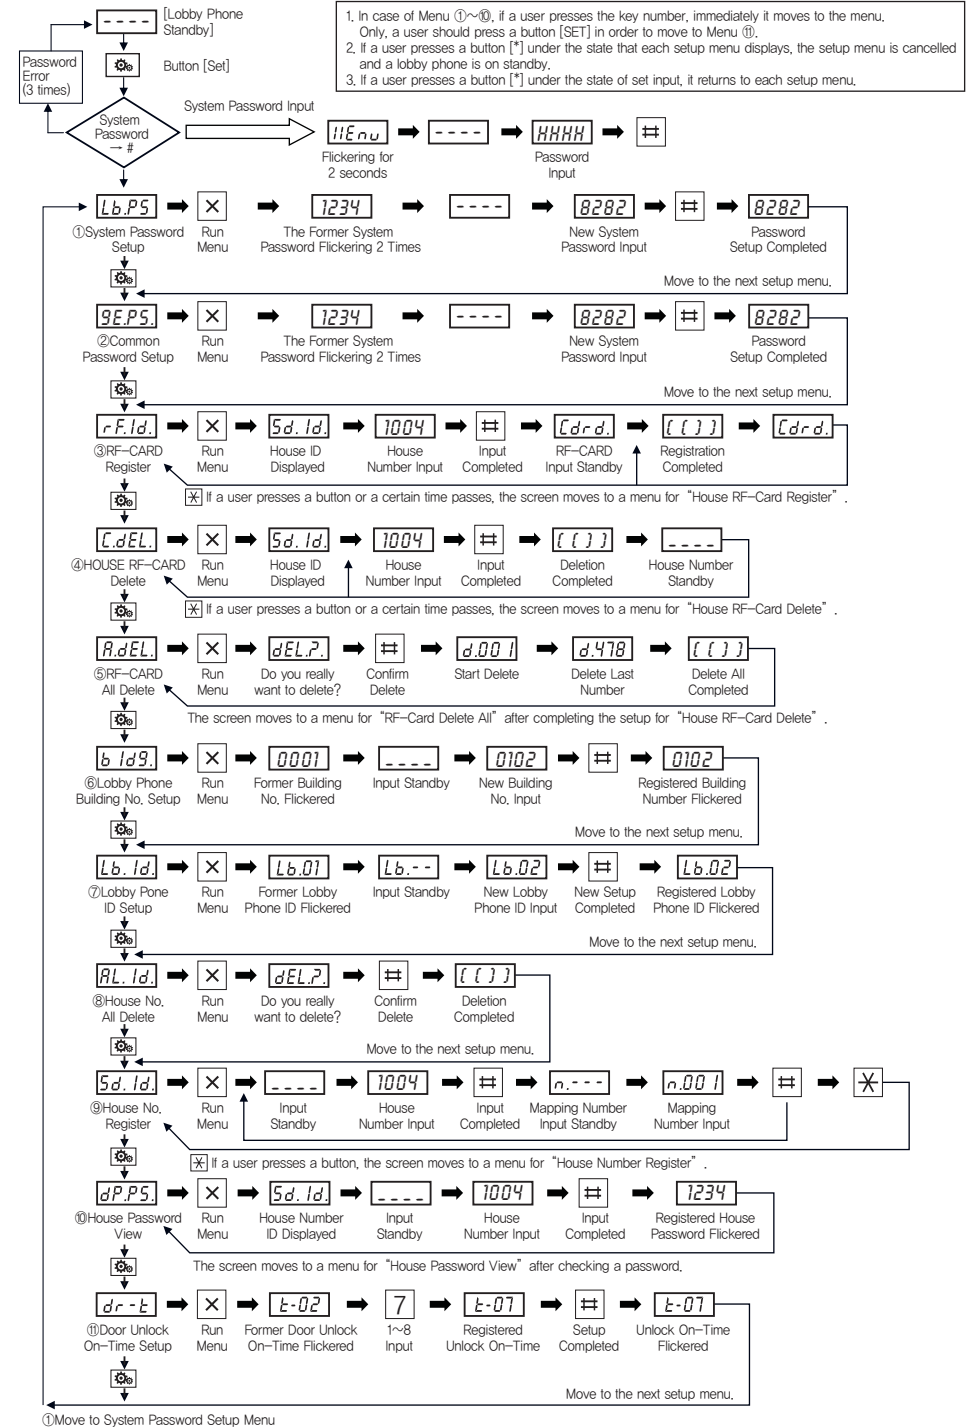 - - - -
[Lobby Phone
Standby]
1. In case of Menu ①~⑩, if a user presses the key number, immediately it moves to the menu.
Only, a user should press a button [SET] in order to move to Menu ⑪.
2. If a user presses a button [*] under the state that each setup menu displays, the setup menu is cancelled
and a lobby phone is on standby.
3. If a user presses a button [*] under the state of set input, it returns to each setup menu.
Password
Error
(3 times)
Button [Set]
System Password Input
System
Password
→ #
11Enu - - - - HHHH #
Flickering for
2 seconds
Password
Input
Lb.PS × 1234 - - - - 8282 # 8282
①System Password
Setup
Run
Menu
The Former System
Password Flickering 2 Times
New System
Password Input
Password
Setup Completed
Move to the next setup menu.
9E.PS. × 1234 - - - - 8282 # 8282
②Common
Password Setup
Run
Menu
The Former System
Password Flickering 2 Times
New System
Password Input
Password
Setup Completed
Move to the next setup menu.
rF.Id. × Sd. Id. 1004 # Cdrd. [ [ ] ] Cdrd.
③RF-CARD
Register
Run
Menu
House ID
Displayed
House
Number Input
Input
Completed
RF-CARD
Input Standby
Registration
Completed
* If a user presses a button or a certain time passes, the screen moves to a menu for “House RF-Card Register” .
C.dEL. × Sd. Id. 1004 # [ [ ] ] _ _ _ _
④HOUSE RF-CARD
Delete
Run
Menu
House ID
Displayed
House
Number Input
Input
Completed
Deletion
Completed
House Number
Standby
* If a user presses a button or a certain time passes, the screen moves to a menu for “House RF-Card Delete” .
A.dEL. × dEL.?. # d.001 d.478 [ [ ] ]
⑤RF-CARD
All Delete
Run
Menu
Do you really
want to delete?
Confirm
Delete
Start Delete
Delete Last
Number
Delete All
Completed
The screen moves to a menu for “RF-Card Delete All” after completing the setup for “House RF-Card Delete” .
b Id9. × 0001 _ _ _ _ 0102 # 0102
⑥Lobby Phone
Building No. Setup
Run
Menu
Former Building
No. Flickered
Input Standby
New Building
No. Input
Registered Building
Number Flickered
Move to the next setup menu.
Lb. Id. × Lb.01 Lb.-- Lb.02 # Lb.02
⑦Lobby Pone
ID Setup
Run
Menu
Former Lobby
Phone ID Flickered
Input Standby
New Lobby
Phone ID Input
New Setup
Completed
Registered Lobby
Phone ID Flickered
Move to the next setup menu.
AL. Id. × dEL.?. # [ [ ] ]
⑧House No.
All Delete
Run
Menu
Do you really
want to delete?
Confirm
Delete
Deletion
Completed
Move to the next setup menu.
Sd. Id. × _ _ _ _ 1004 # n.--- n.001 # *
⑨House No.
Register
Run
Menu
Input
Standby
House
Number Input
Input
Completed
Mapping Number
Input Standby
Mapping
Number Input
* If a user presses a button, the screen moves to a menu for “House Number Register” .
dP.PS. × Sd. Id. _ _ _ _ 1004 # 1234
⑩House Password
View
Run
Menu
House Number
ID Displayed
Input
Standby
House
Number Input
Input
Completed
Registered House
Password Flickered
The screen moves to a menu for “House Password View” after checking a password.
dr-t × t-02 7 t-07 # t-07
⑪Door Unlock
On-Time Setup
Run
Menu
Former Door Unlock
On-Time Flickered
1~8
Input
Registered
Unlock On-Time
Setup
Completed
Unlock On-Time
Flickered
Move to the next setup menu.
①Move to System Password Setup Menu